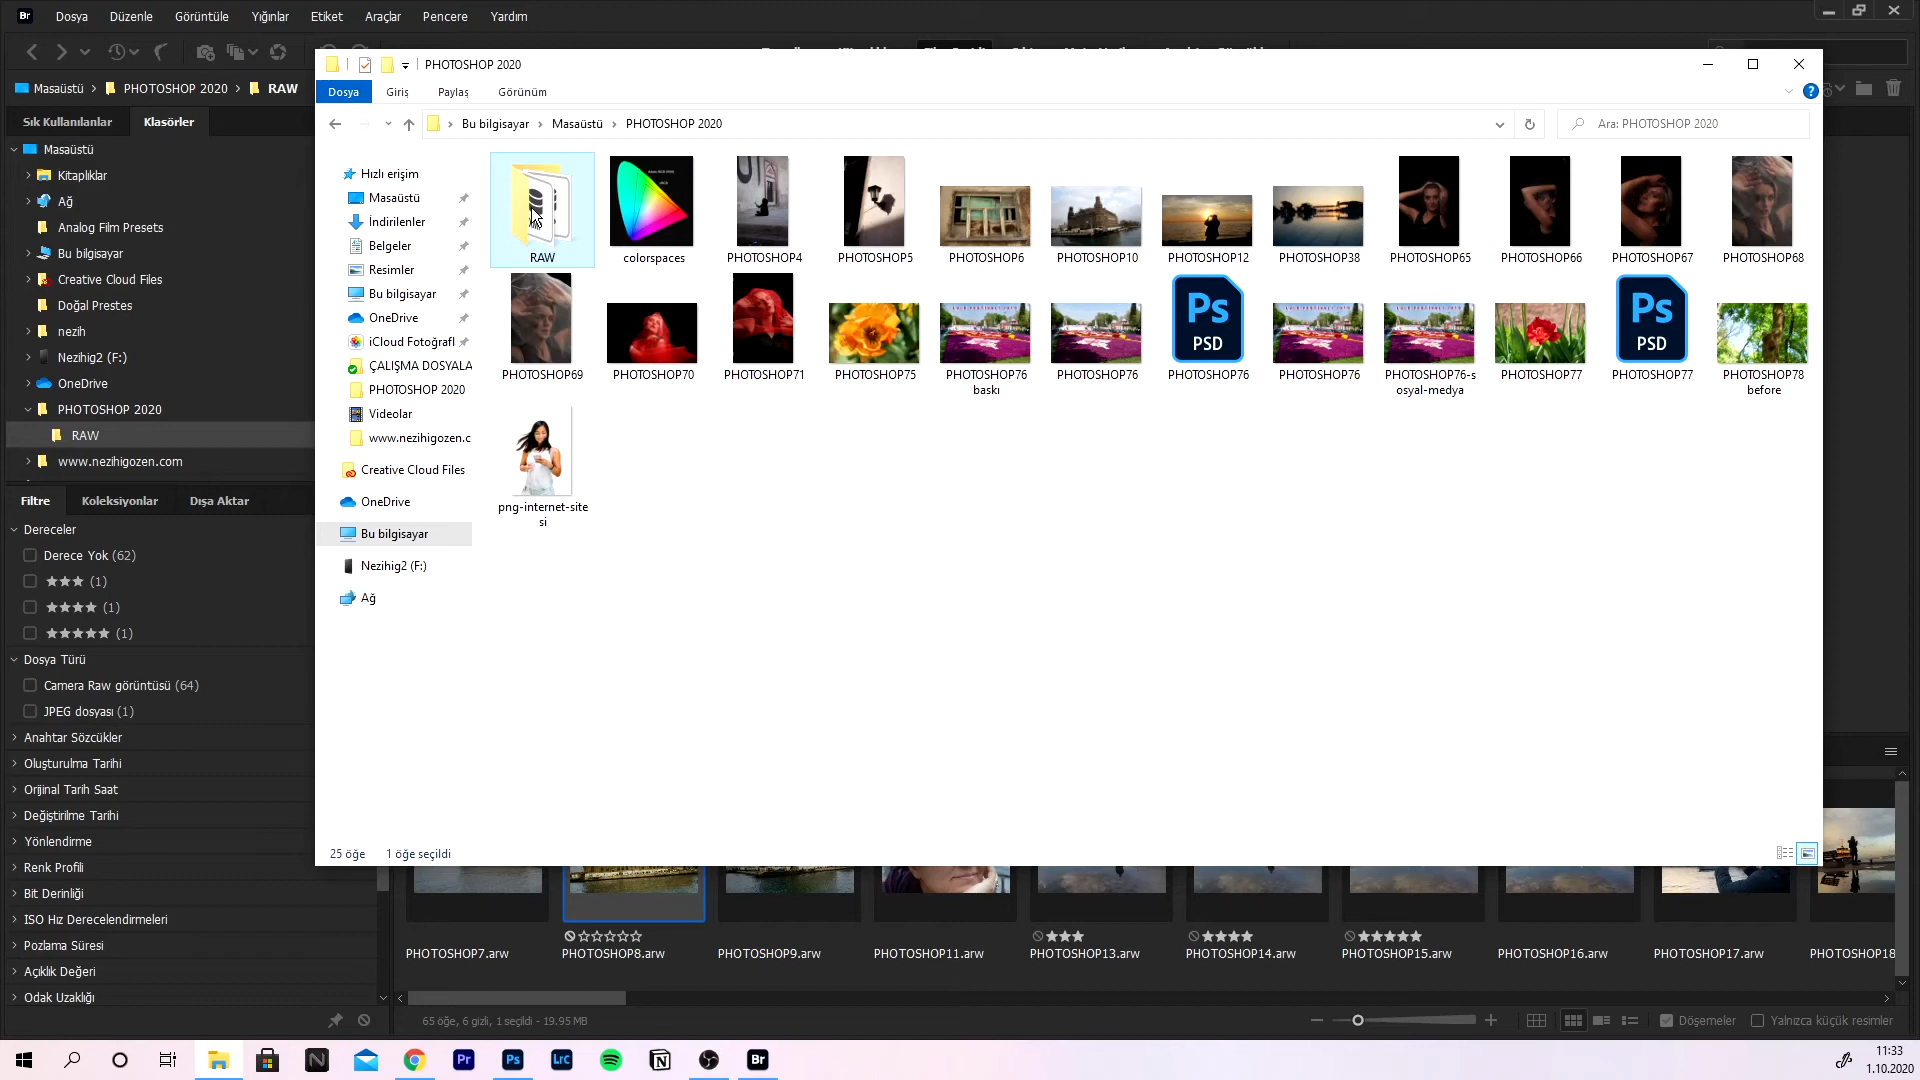 Br Dosya Düzenle Görüntüle Yığınlar Etiket Araçlar Pencere Yardım
Masaüstü PHOTOSHOP 2020 RAW
Sık Kullanılanlar Klasörler
Masaüstü
Kitaplıklar
Ağ
Analog Film Presets
Bu bilgisayar
Creative Cloud Files
Doğal Prestes
nezih
Nezihig2 (F:)
OneDrive
PHOTOSHOP 2020
RAW
www.nezihigozen.com
Filtre Koleksiyonlar Dışa Aktar
Dereceler
Derece Yok (62)
★★★ (1)
★★★★ (1)
★★★★★ (1)
Dosya Türü
Camera Raw görüntüsü (64)
JPEG dosyası (1)
Anahtar Sözcükler
Oluşturulma Tarihi
Orijinal Tarih Saat
Değiştirilme Tarihi
Yönlendirme
Renk Profili
Bit Derinliği
ISO Hız Derecelendirmeleri
Pozlama Süresi
Açıklık Değeri
Odak Uzaklığı
PHOTOSHOP 2020
Dosya Giriş Paylaş Görünüm
Bu bilgisayar Masaüstü PHOTOSHOP 2020
Ara: PHOTOSHOP 2020
Hızlı erişim
Masaüstü
İndirilenler
Belgeler
Resimler
Bu bilgisayar
OneDrive
iCloud Fotoğrafl
ÇALIŞMA DOSYALA
PHOTOSHOP 2020
Videolar
www.nezihigozen.c
Creative Cloud Files
OneDrive
Bu bilgisayar
Nezihig2 (F:)
Ağ
RAW colorspaces PHOTOSHOP4 PHOTOSHOP5 PHOTOSHOP6 PHOTOSHOP10 PHOTOSHOP12 PHOTOSHOP38 PHOTOSHOP65 PHOTOSHOP66 PHOTOSHOP67 PHOTOSHOP68
Ps PSD Ps PSD
PHOTOSHOP69 PHOTOSHOP70 PHOTOSHOP71 PHOTOSHOP75 PHOTOSHOP76 PHOTOSHOP76 PHOTOSHOP76 PHOTOSHOP76 PHOTOSHOP76-s PHOTOSHOP77 PHOTOSHOP77 PHOTOSHOP78
baskı osyal-medya before
png-internet-site
si
25 öğe 1 öğe seçildi
PHOTOSHOP7.arw PHOTOSHOP8.arw PHOTOSHOP9.arw PHOTOSHOP11.arw PHOTOSHOP13.arw PHOTOSHOP14.arw PHOTOSHOP15.arw PHOTOSHOP16.arw PHOTOSHOP17.arw PHOTOSHOP18
65 öğe, 6 gizli, 1 seçildi - 19.95 MB
Döşemeler Yalnızca küçük resimler
Pr Ps Lrc Br
11:33
1.10.2020